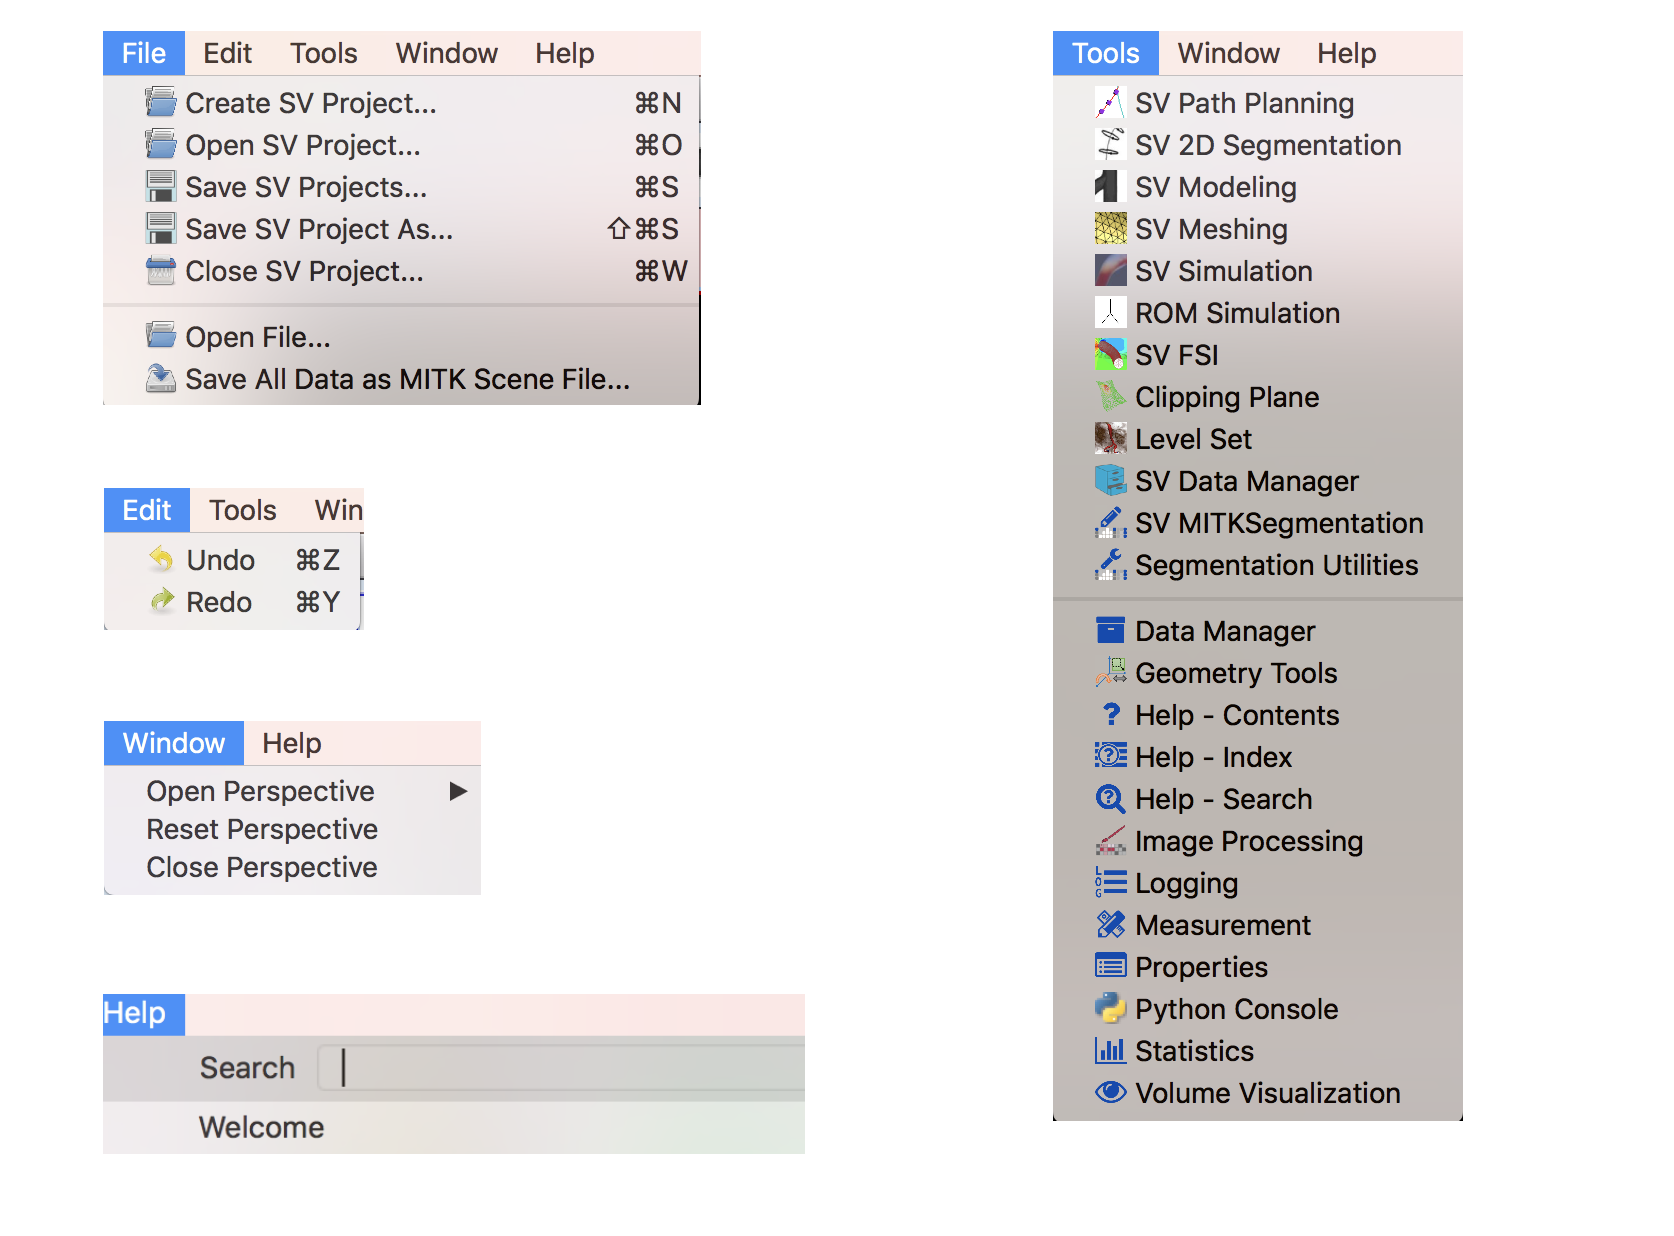 File Edit Tools Window Help
Create SV Project... ⌘N
Open SV Project... ⌘O
Save SV Projects... ⌘S
Save SV Project As... ⇧⌘S
Close SV Project... ⌘W
Open File...
Save All Data as MITK Scene File...
Edit Tools Win
Undo ⌘Z
Redo ⌘Y
Window Help
Open Perspective ▶
Reset Perspective
Close Perspective
Help
Search
Welcome
Tools Window Help
SV Path Planning
SV 2D Segmentation
SV Modeling
SV Meshing
SV Simulation
ROM Simulation
SV FSI
Clipping Plane
Level Set
SV Data Manager
SV MITKSegmentation
Segmentation Utilities
Data Manager
Geometry Tools
Help - Contents
Help - Index
Help - Search
Image Processing
Logging
Measurement
Properties
Python Console
Statistics
Volume Visualization